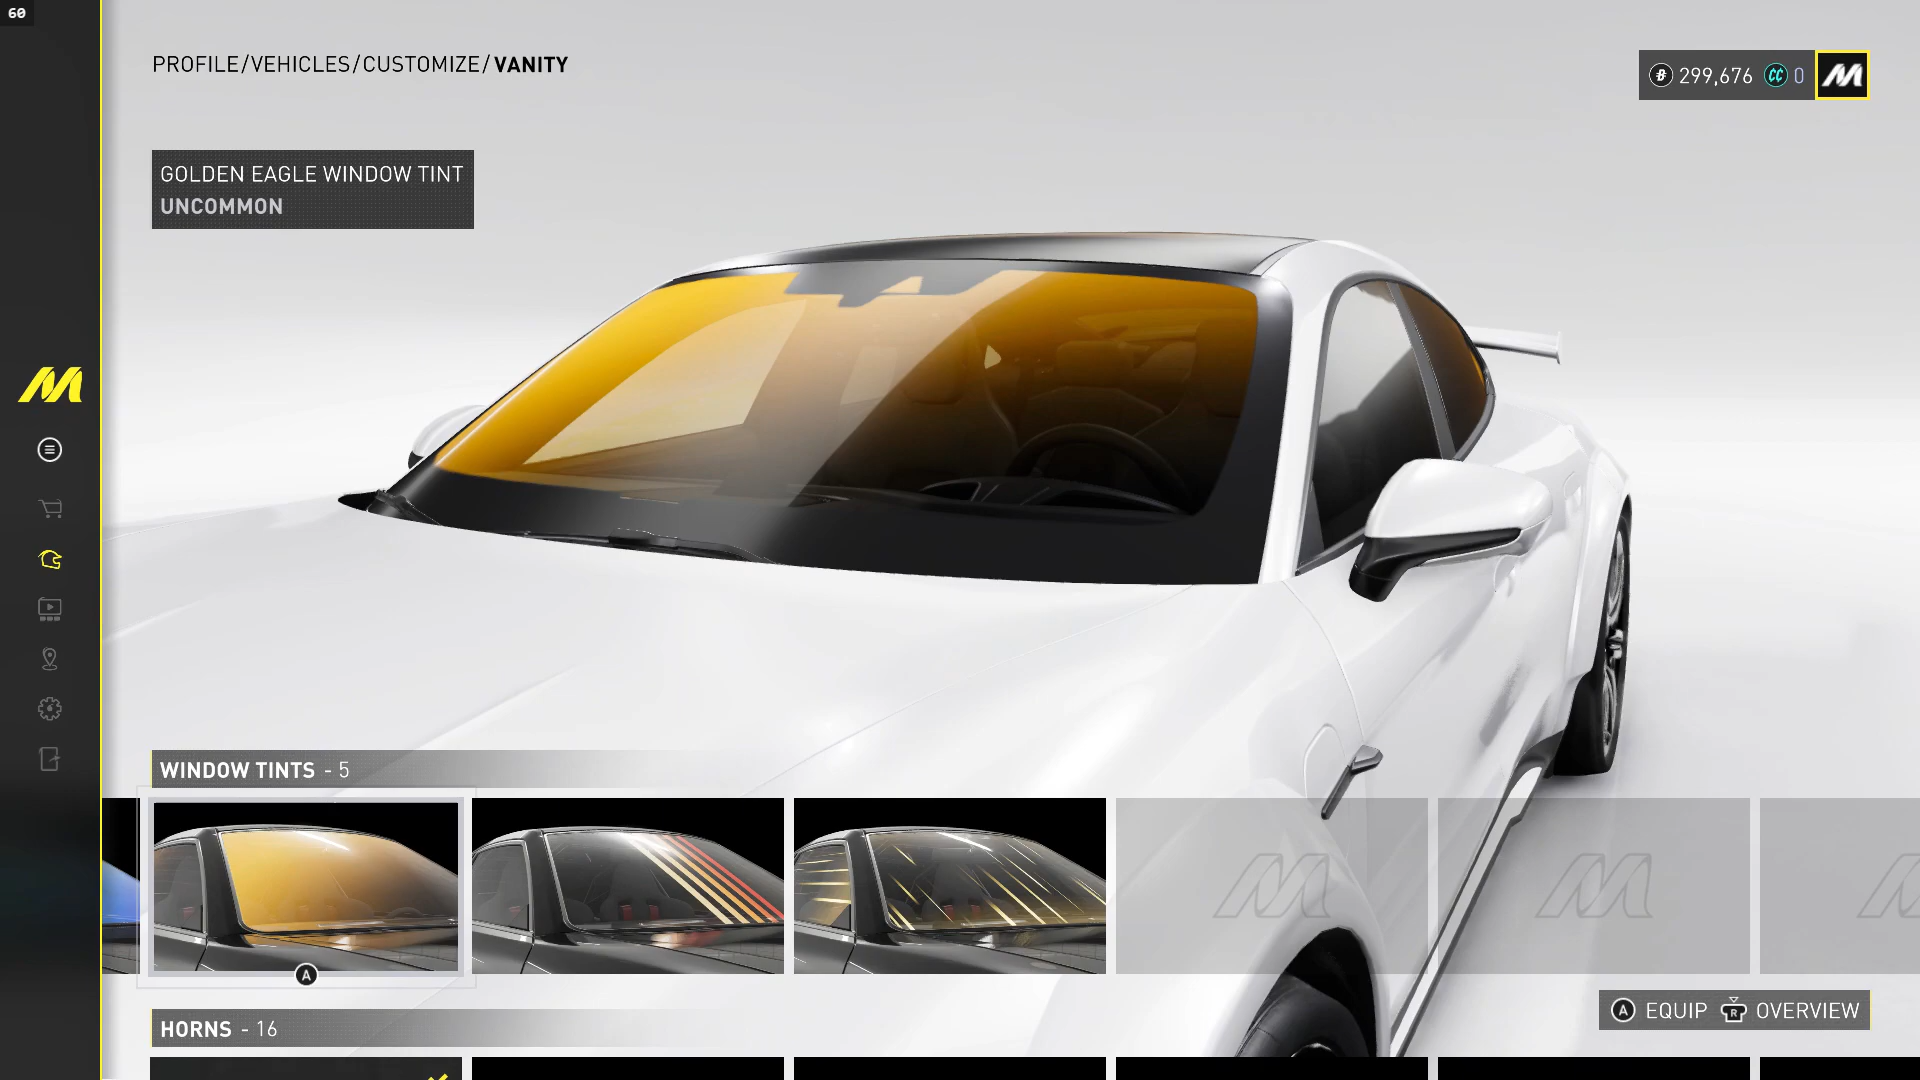 60
PROFILE/VEHICLES/CUSTOMIZE/VANITY
299,676 CC 0
GOLDEN EAGLE WINDOW TINT
UNCOMMON
WINDOW TINTS - 5
A
HORNS - 16
A EQUIP R OVERVIEW